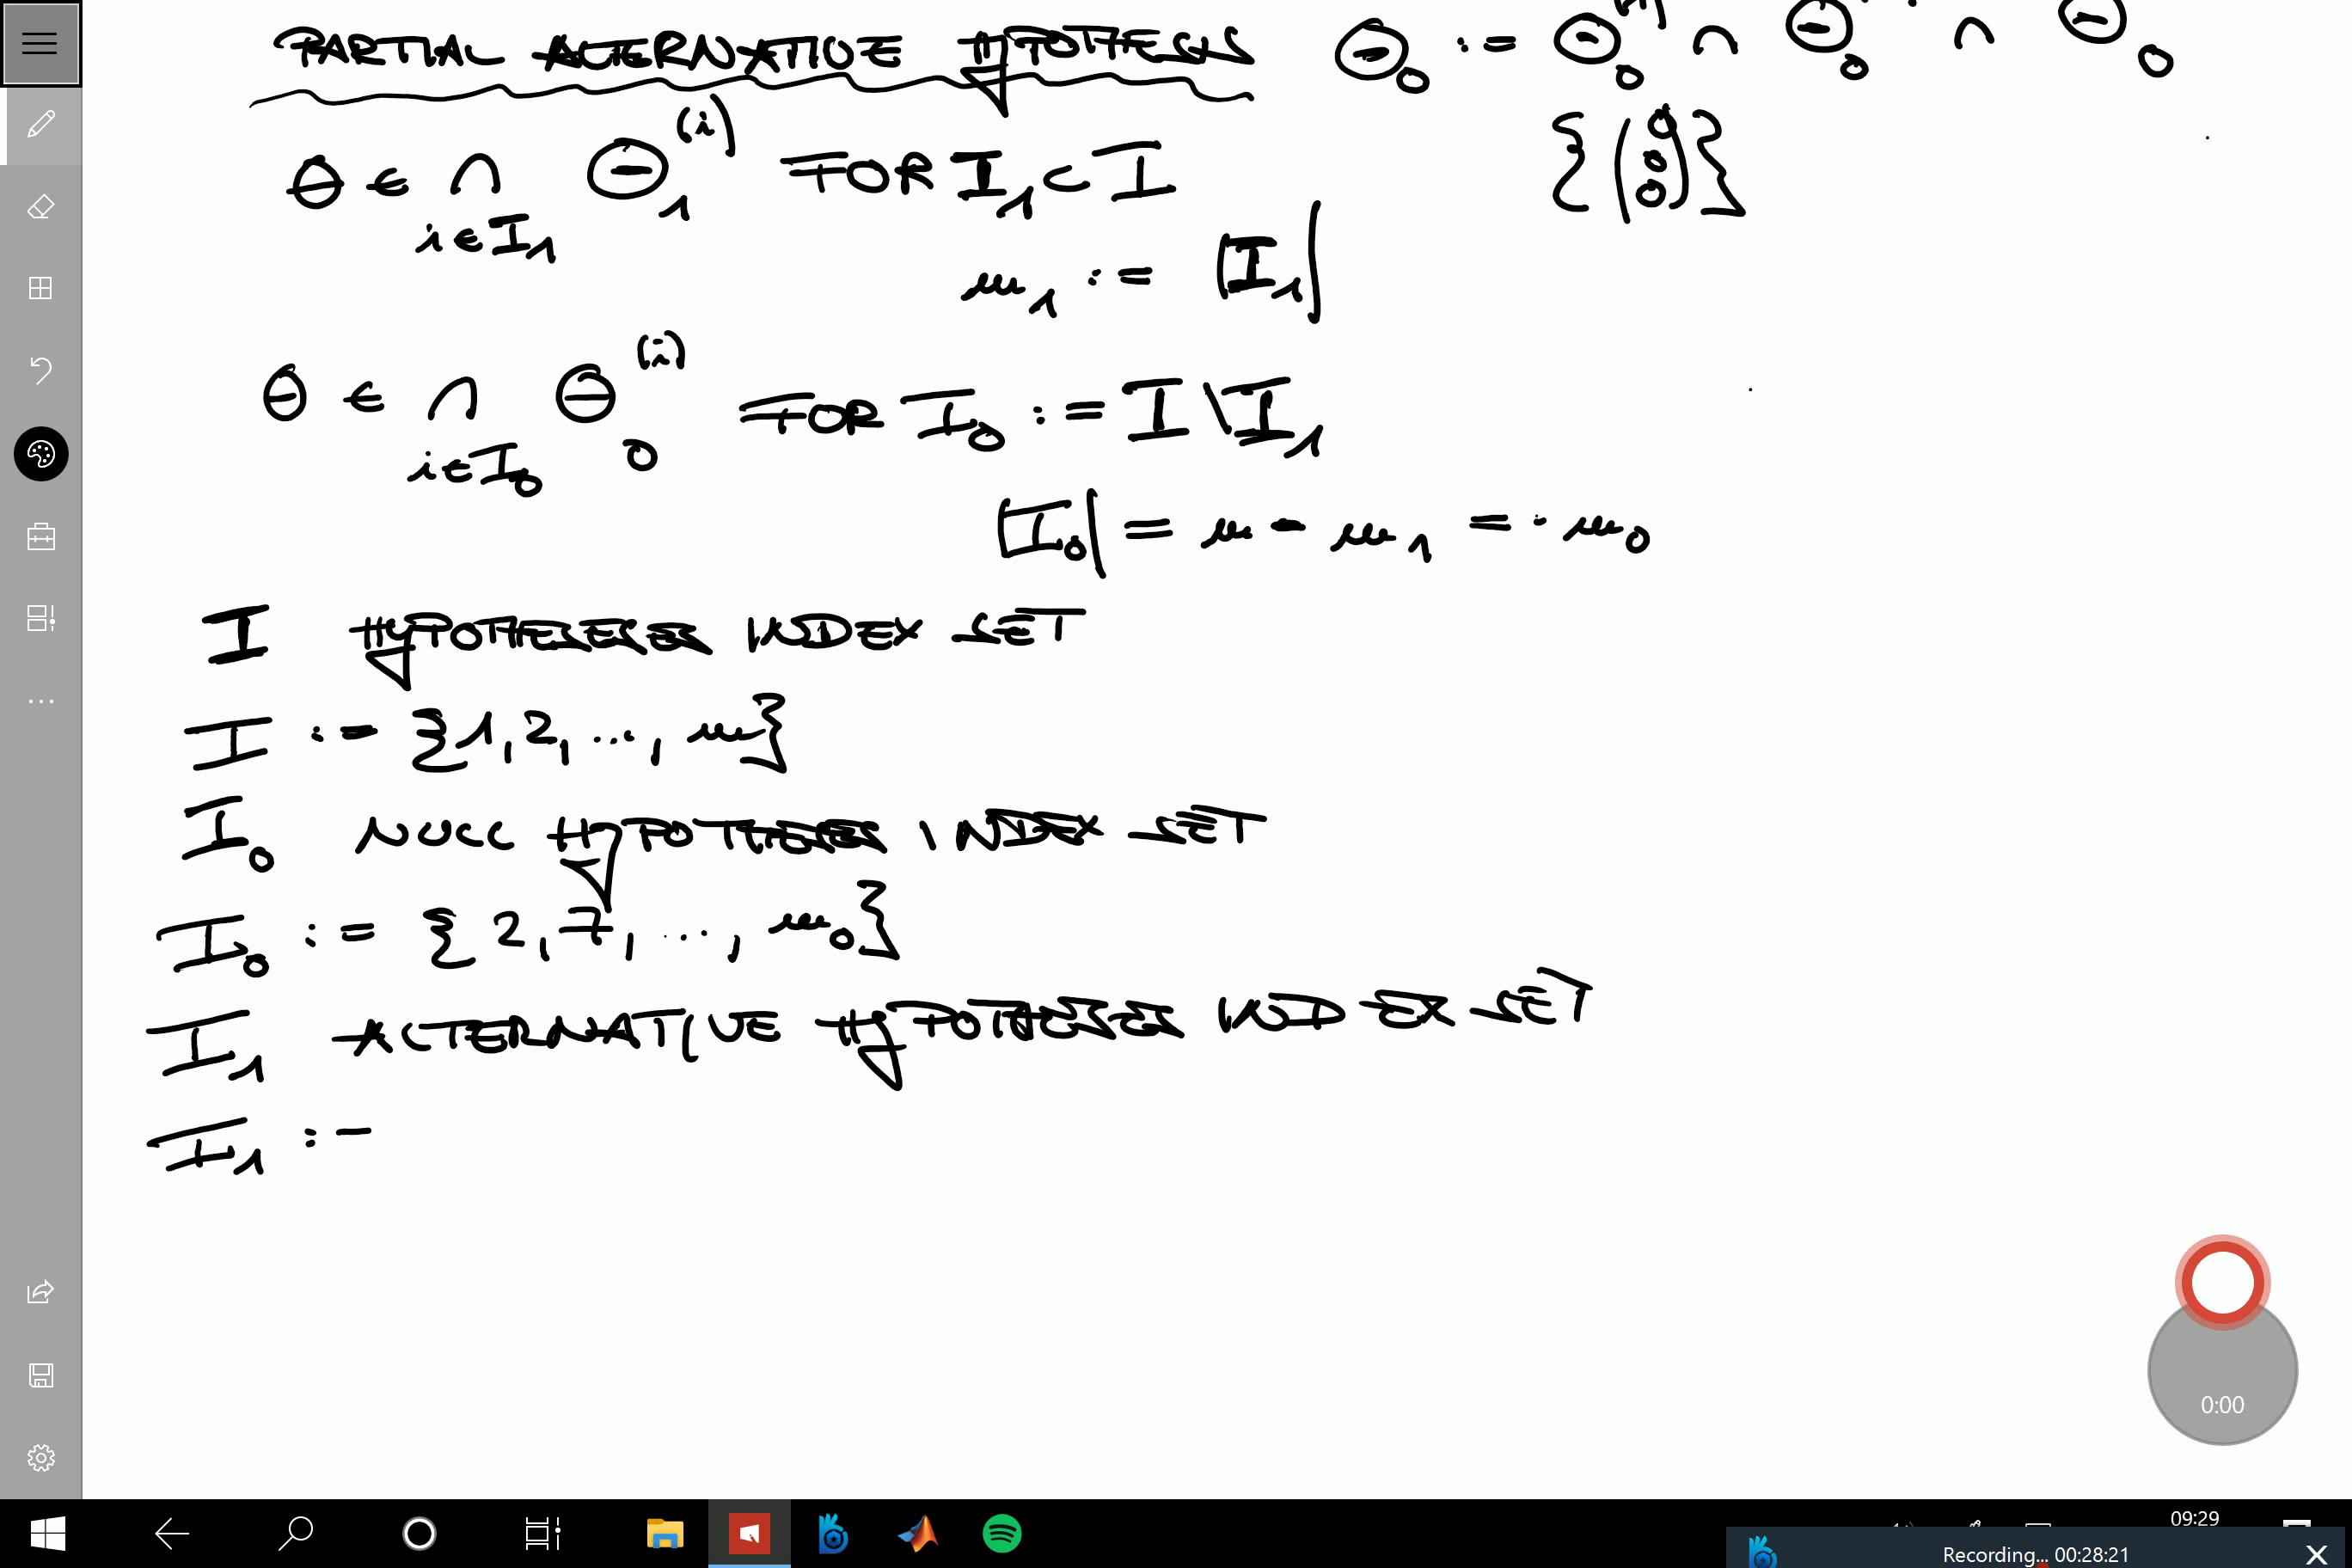 PARTIAL ALTERNATIVE HYPOTHESIS Θ₀ := Θ₀ ∩ Θ₀ ∩ Θ₀
θ ∈ ∩ Θ₁⁽ⁱ⁾ FOR I₁ ⊂ I {(0 0 0)}
i ∈ I₁
m₁ := |I₁|
θ ∈ ∩ Θ₀⁽ⁱ⁾ FOR I₀ := I \ I₁
i ∈ I₀
|I₀| = m - m₁ =: m₀
I HYPOTHESES INDEX SET
I := {1, 2, ..., m}
I₀ NULL HYPOTHESES INDEX SET
I₀ := {2, 7, ..., m₀}
I₁ ALTERNATIVE HYPOTHESES INDEX SET
I₁ :=
0:00
09:29
Recording... 00:28:21